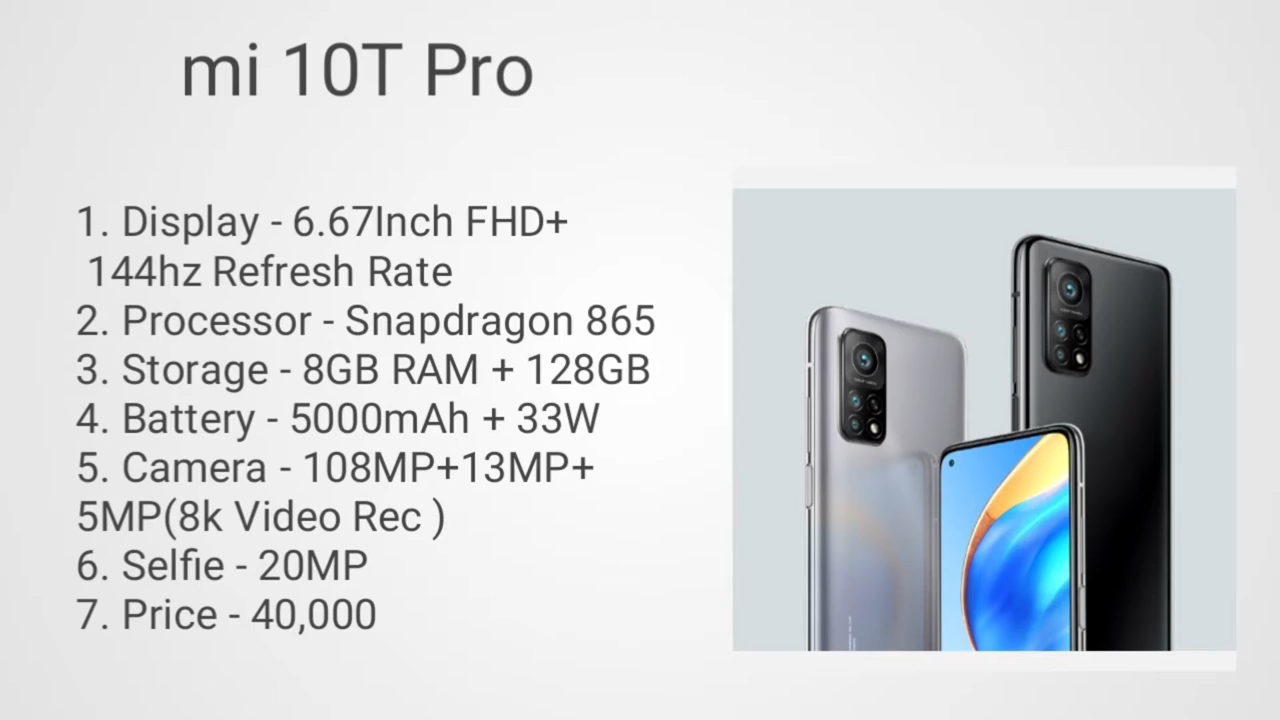 mi 10T Pro
1. Display - 6.67Inch FHD+
144hz Refresh Rate
2. Processor - Snapdragon 865
3. Storage - 8GB RAM + 128GB
4. Battery - 5000mAh + 33W
5. Camera - 108MP+13MP+
5MP(8k Video Rec )
6. Selfie - 20MP
7. Price - 40,000